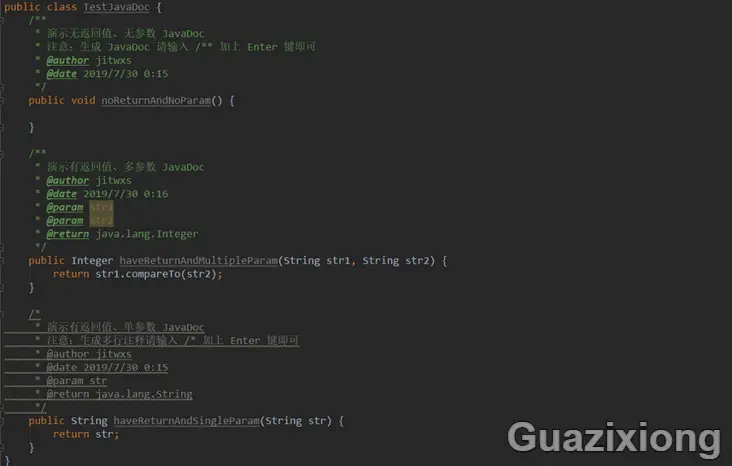 public class TestJavaDoc {
/**
* 演示无返回值、无参数 JavaDoc
* 注意：生成 JavaDoc 请输入 /** 加上 Enter 键即可
* @author jitwxs
* @date 2019/7/30 0:15
*/
public void noReturnAndNoParam() {
}
/**
* 演示有返回值、多参数 JavaDoc
* @author jitwxs
* @date 2019/7/30 0:16
* @param str1
* @param str2
* @return java.lang.Integer
*/
public Integer haveReturnAndMultipleParam(String str1, String str2) {
return str1.compareTo(str2);
}
/*
* 演示有返回值、单参数 JavaDoc
* 注意：生成多行注释请输入 /* 加上 Enter 键即可
* @author jitwxs
* @date 2019/7/30 0:15
* @param str
* @return java.lang.String
*/
public String haveReturnAndSingleParam(String str) {
return str;
}
}
Guazixiong